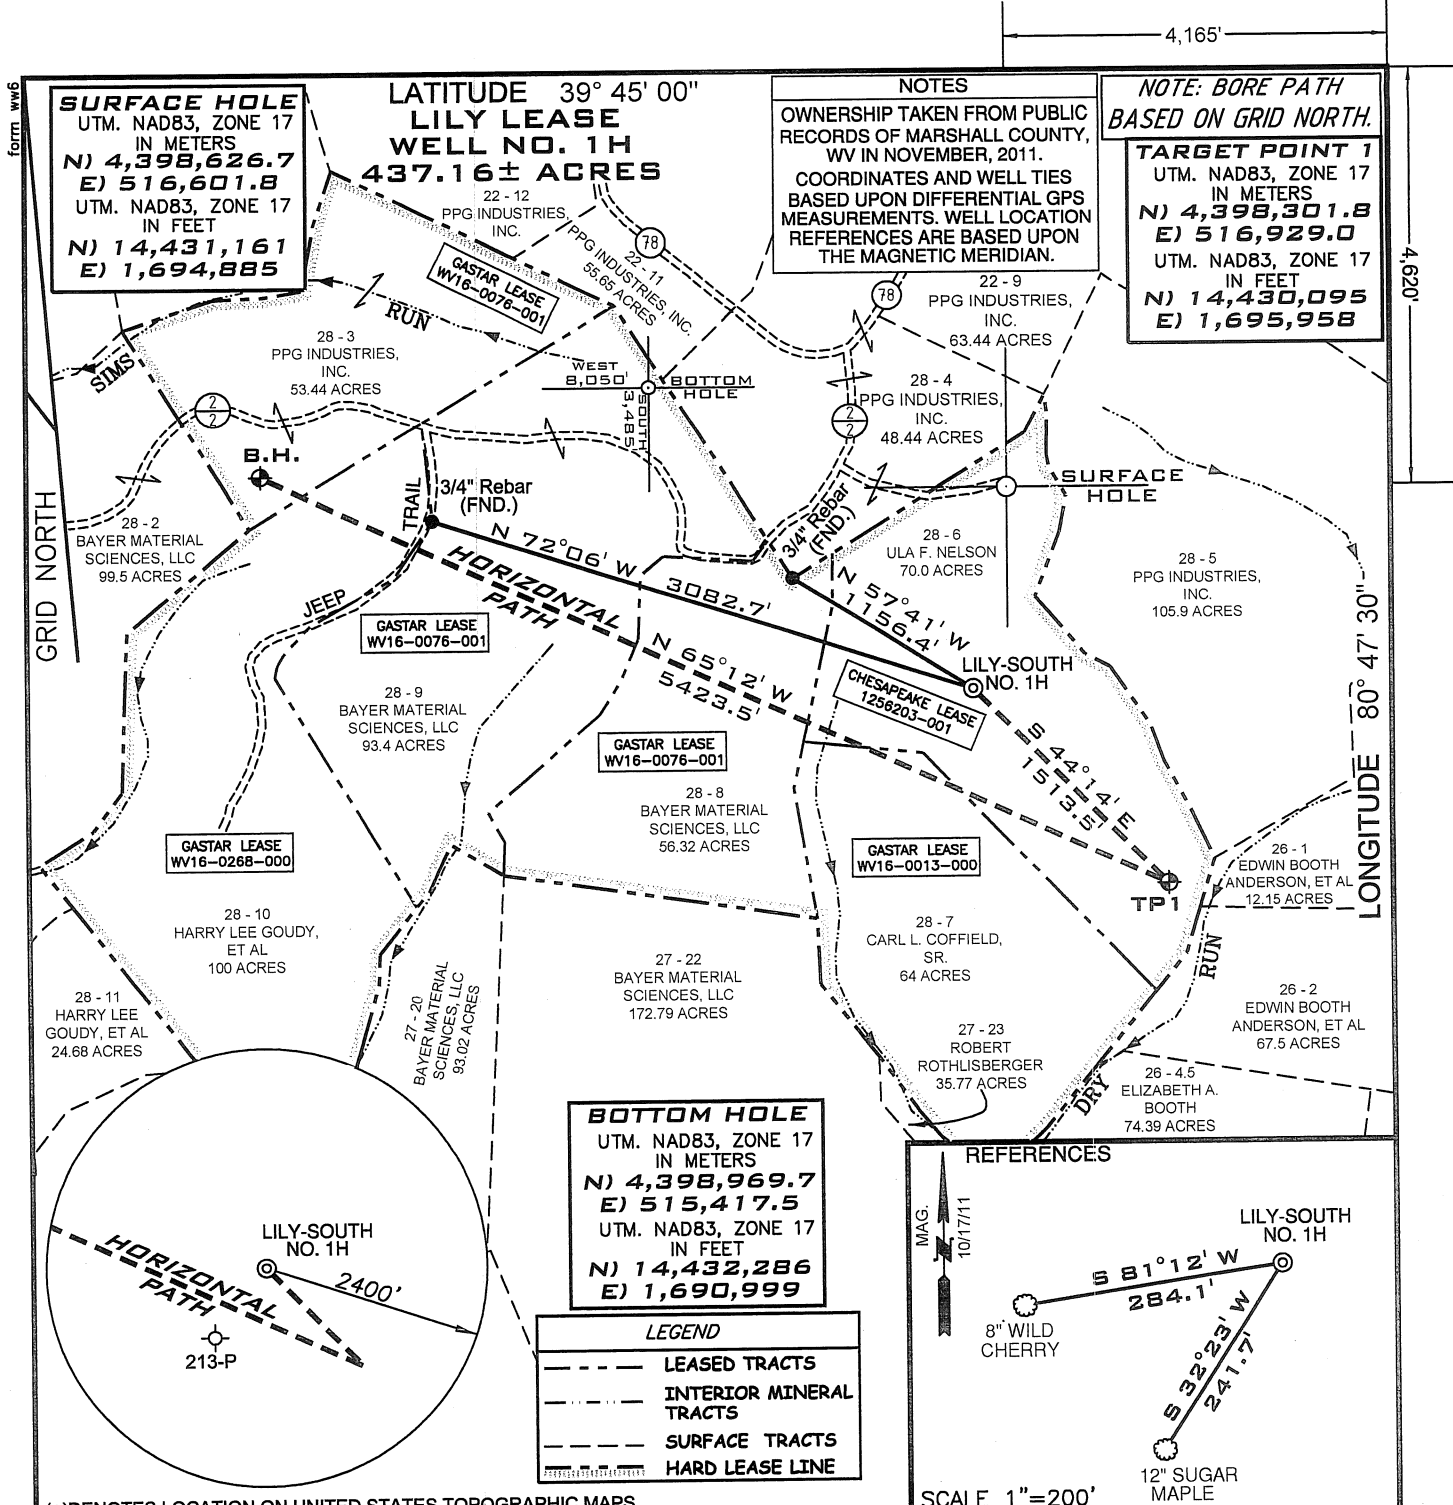 4,165'
form ww6
SURFACE HOLE
UTM. NAD83, ZONE 17
IN METERS
N) 4,398,626.7
E) 516,601.8
UTM. NAD83, ZONE 17
IN FEET
N) 14,431,161
E) 1,694,885
LATITUDE 39° 45' 00"
LILY LEASE
WELL NO. 1H
437.16± ACRES
NOTES
OWNERSHIP TAKEN FROM PUBLIC
RECORDS OF MARSHALL COUNTY,
WV IN NOVEMBER, 2011.
COORDINATES AND WELL TIES
BASED UPON DIFFERENTIAL GPS
MEASUREMENTS. WELL LOCATION
REFERENCES ARE BASED UPON
THE MAGNETIC MERIDIAN.
NOTE: BORE PATH
BASED ON GRID NORTH.
TARGET POINT 1
UTM. NAD83, ZONE 17
IN METERS
N) 4,398,301.8
E) 516,929.0
UTM. NAD83, ZONE 17
IN FEET
N) 14,430,095
E) 1,695,958
4,620'
22 - 12
PPG INDUSTRIES,
INC.
22 - 11
PPG INDUSTRIES, INC.
55.65 ACRES
78
78
22 - 9
PPG INDUSTRIES,
INC.
63.44 ACRES
GASTAR LEASE
WV16-0076-001
RUN
SIMS
28 - 3
PPG INDUSTRIES,
INC.
53.44 ACRES
WEST
8,050'
SOUTH
3,485'
BOTTOM
HOLE
28 - 4
PPG INDUSTRIES,
INC.
48.44 ACRES
2
2
2
2
B.H.
3/4" Rebar
(FND.)
TRAIL
3/4" Rebar
(FND.)
SURFACE
HOLE
GRID NORTH
28 - 2
BAYER MATERIAL
SCIENCES, LLC
99.5 ACRES
N 72°06' W
3082.7'
HORIZONTAL
PATH
28 - 6
ULA F. NELSON
70.0 ACRES
28 - 5
PPG INDUSTRIES,
INC.
105.9 ACRES
N 57°41' W
1156.4'
JEEP
GASTAR LEASE
WV16-0076-001
N 65°12' W
5423.5'
LILY-SOUTH
NO. 1H
CHESAPEAKE LEASE
1256203-001
S 44°14' E
1513.5'
LONGITUDE 80° 47' 30"
28 - 9
BAYER MATERIAL
SCIENCES, LLC
93.4 ACRES
GASTAR LEASE
WV16-0076-001
28 - 8
BAYER MATERIAL
SCIENCES, LLC
56.32 ACRES
GASTAR LEASE
WV16-0268-000
GASTAR LEASE
WV16-0013-000
26 - 1
EDWIN BOOTH
ANDERSON, ET AL
12.15 ACRES
TP1
28 - 10
HARRY LEE GOUDY,
ET AL
100 ACRES
28 - 7
CARL L. COFFIELD,
SR.
64 ACRES
RUN
27 - 22
BAYER MATERIAL
SCIENCES, LLC
172.79 ACRES
27 - 20
BAYER MATERIAL
SCIENCES, LLC
93.02 ACRES
28 - 11
HARRY LEE
GOUDY, ET AL
24.68 ACRES
26 - 2
EDWIN BOOTH
ANDERSON, ET AL
67.5 ACRES
27 - 23
ROBERT
ROTHLISBERGER
35.77 ACRES
DRY
26 - 4.5
ELIZABETH A.
BOOTH
74.39 ACRES
BOTTOM HOLE
UTM. NAD83, ZONE 17
IN METERS
N) 4,398,969.7
E) 515,417.5
UTM. NAD83, ZONE 17
IN FEET
N) 14,432,286
E) 1,690,999
LILY-SOUTH
NO. 1H
HORIZONTAL
PATH
2400'
213-P
LEGEND
LEASED TRACTS
INTERIOR MINERAL
TRACTS
SURFACE TRACTS
HARD LEASE LINE
REFERENCES
MAG.
10/17/11
LILY-SOUTH
NO. 1H
S 81°12' W
284.1'
8" WILD
CHERRY
S 32°23' W
241.7'
12" SUGAR
MAPLE
SCALE 1"=200'
DENOTES LOCATION ON UNITED STATES TOPOGRAPHIC MAPS